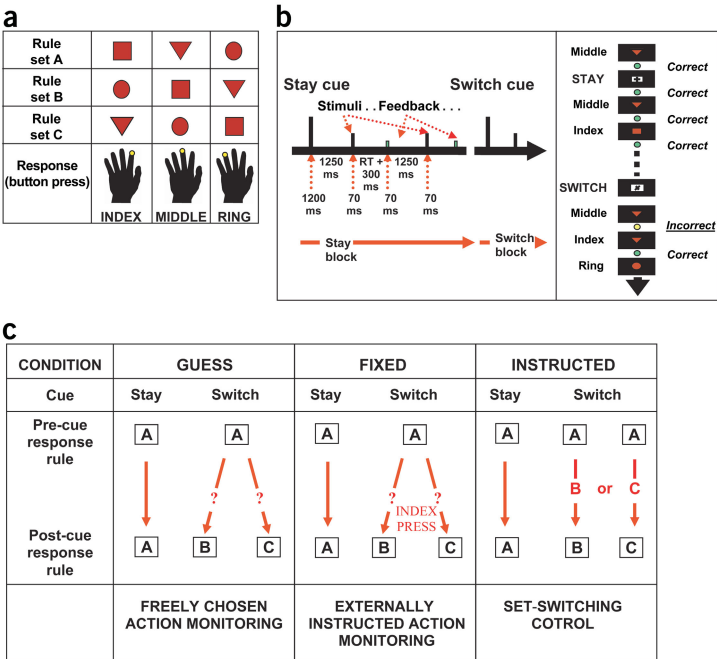 a
Rule
set A
Rule
set B
Rule
set C
Response
(button press)
INDEX MIDDLE RING
b
Stay cue Switch cue
Stimuli . . Feedback . . .
1250
ms
RT +
300
ms
1250
ms
1200
ms
70
ms
70
ms
70
ms
Stay
block
Switch
block
Middle
Correct
STAY
Correct
Middle
Correct
Index
Correct
SWITCH
Middle
Incorrect
Index
Correct
Ring
c
CONDITION GUESS FIXED INSTRUCTED
Cue Stay Switch Stay Switch Stay Switch
Pre-cue
response
rule
A A A A A A A
? ? ? ? B or C
INDEX
PRESS
Post-cue
response
rule
A B C A B C A B C
FREELY CHOSEN
ACTION MONITORING
EXTERNALLY
INSTRUCTED ACTION
MONITORING
SET-SWITCHING
COTROL